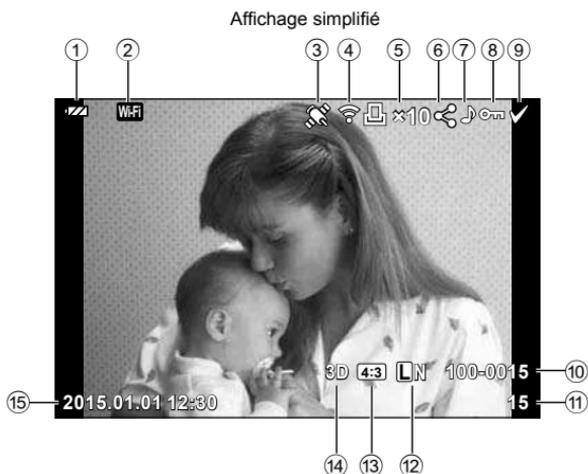 Affichage simplifié
① ② ③ ④ ⑤ ⑥ ⑦ ⑧ ⑨
Wi-Fi ×10
3D 4:3 LN 100-0015 ⑩
⑮ 2015.01.01 12:30 15 ⑪
⑭ ⑬ ⑫